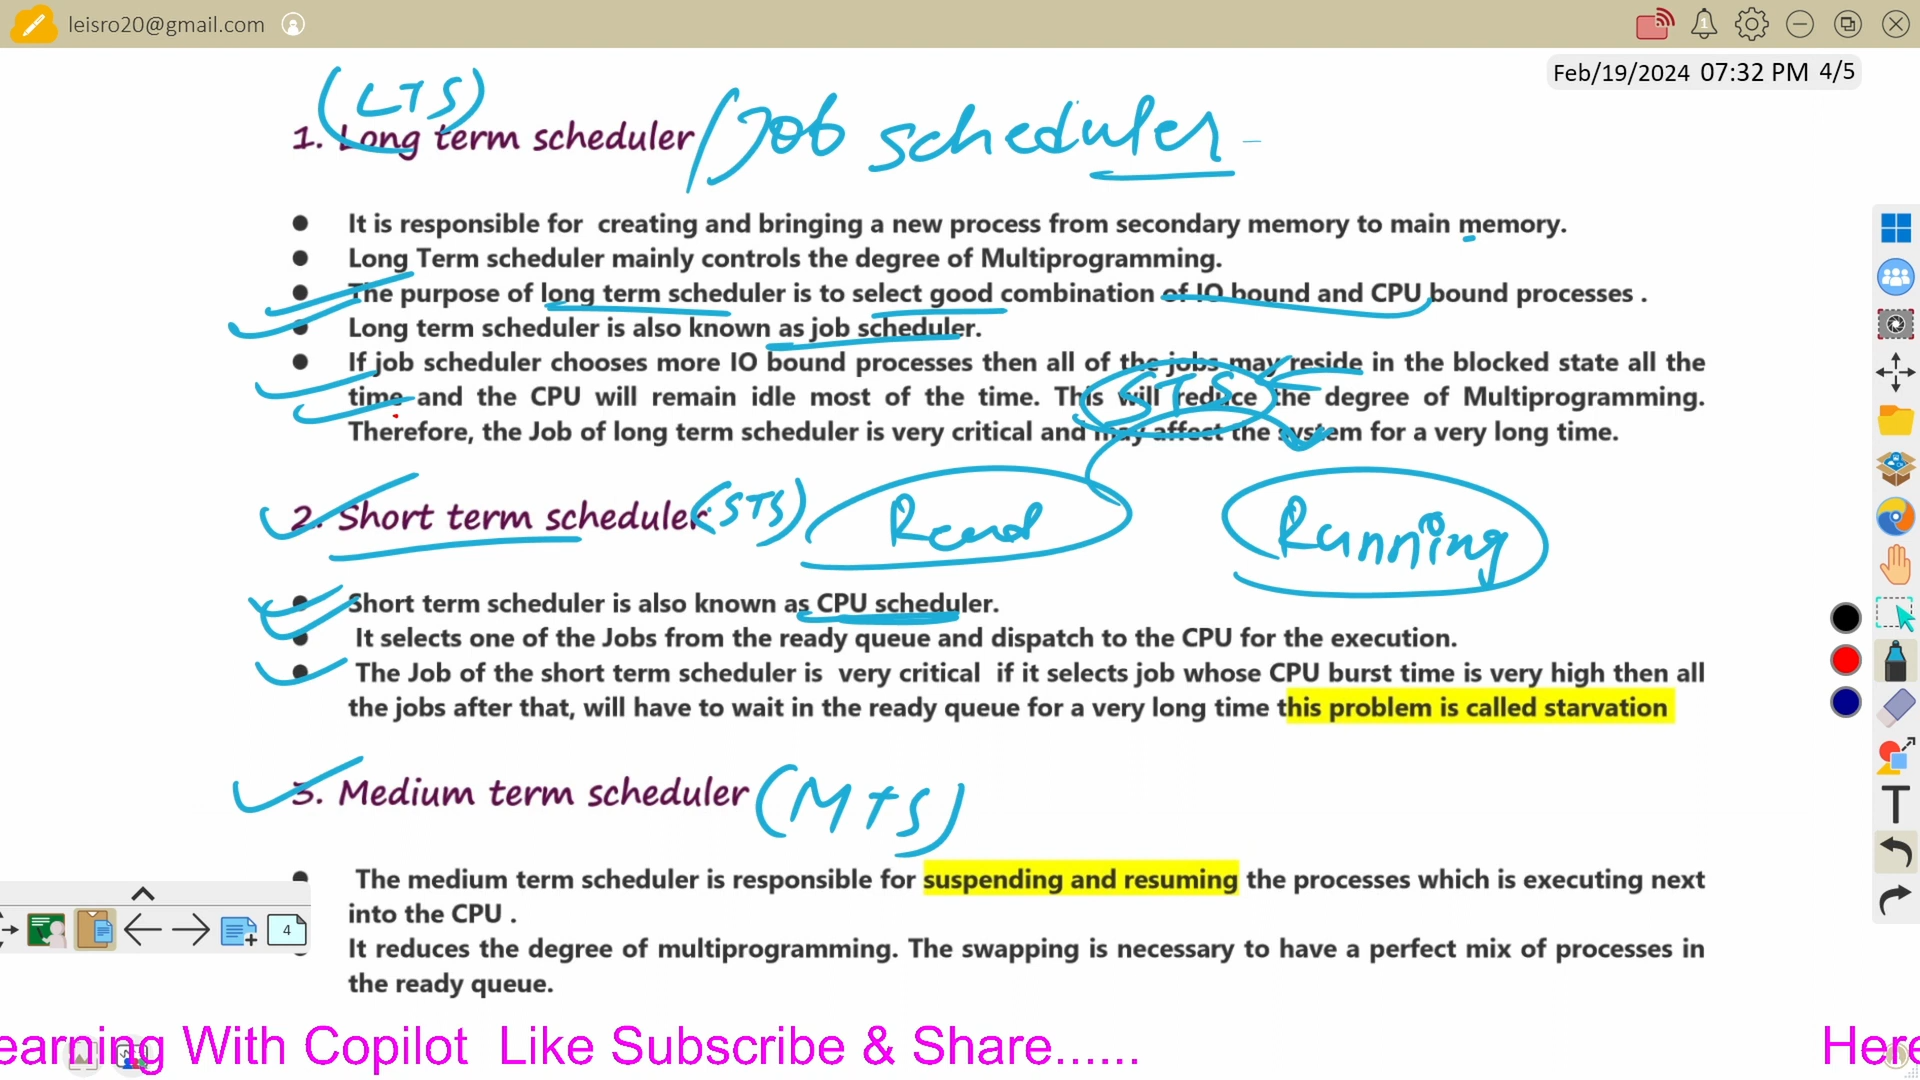 leisro20@gmail.com
Feb/19/2024 07:32 PM 4/5
(LTS)
1. Long term scheduler / Job scheduler
● It is responsible for creating and bringing a new process from secondary memory to main memory.
● Long Term scheduler mainly controls the degree of Multiprogramming.
● The purpose of long term scheduler is to select good combination of IO bound and CPU bound processes .
● Long term scheduler is also known as job scheduler.
● If job scheduler chooses more IO bound processes then all of the jobs may reside in the blocked state all the
time and the CPU will remain idle most of the time. This will reduce the degree of Multiprogramming.
STS
Therefore, the Job of long term scheduler is very critical and may affect the system for a very long time.
2. Short term scheduler (STS) Read Running
● Short term scheduler is also known as CPU scheduler.
● It selects one of the Jobs from the ready queue and dispatch to the CPU for the execution.
● The Job of the short term scheduler is very critical if it selects job whose CPU burst time is very high then all
the jobs after that, will have to wait in the ready queue for a very long time this problem is called starvation
3. Medium term scheduler (MTS)
● The medium term scheduler is responsible for suspending and resuming the processes which is executing next
into the CPU .
It reduces the degree of multiprogramming. The swapping is necessary to have a perfect mix of processes in
the ready queue.
4
earning With Copilot Like Subscribe & Share...... Here